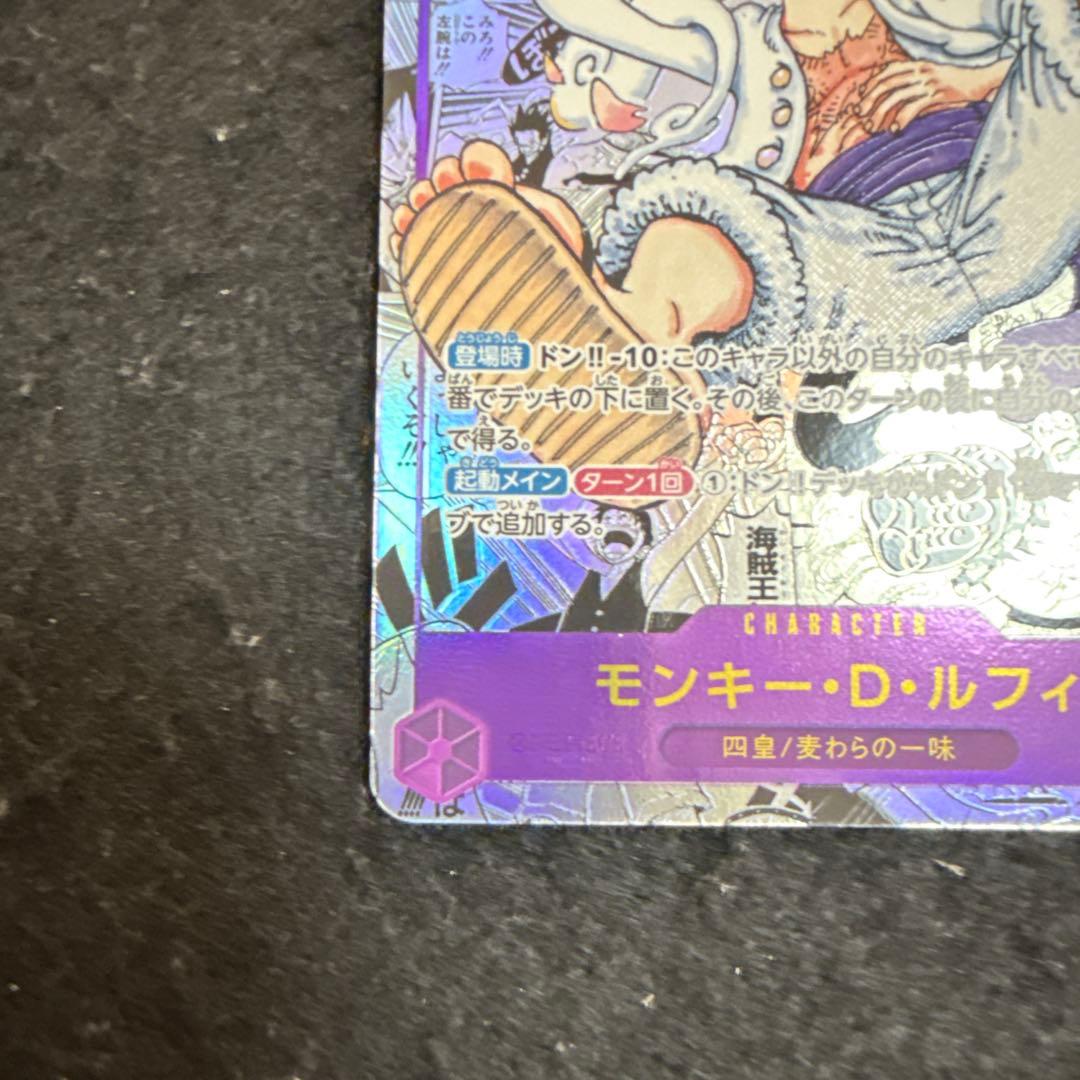 みろ!!
この
左腕は!!
登場時 ドン!!-10:このキャラ以外の自分のキャラすべて
番でデッキの下に置く。その後、このターンの後に自分の
で得る。
起動メイン ターン1回 ①:ドン!!デッキ
ブで追加する。
いくぞ!!
海賊王
CHARACTER
モンキー・D・ルフィ
四皇/麦わらの一味
は